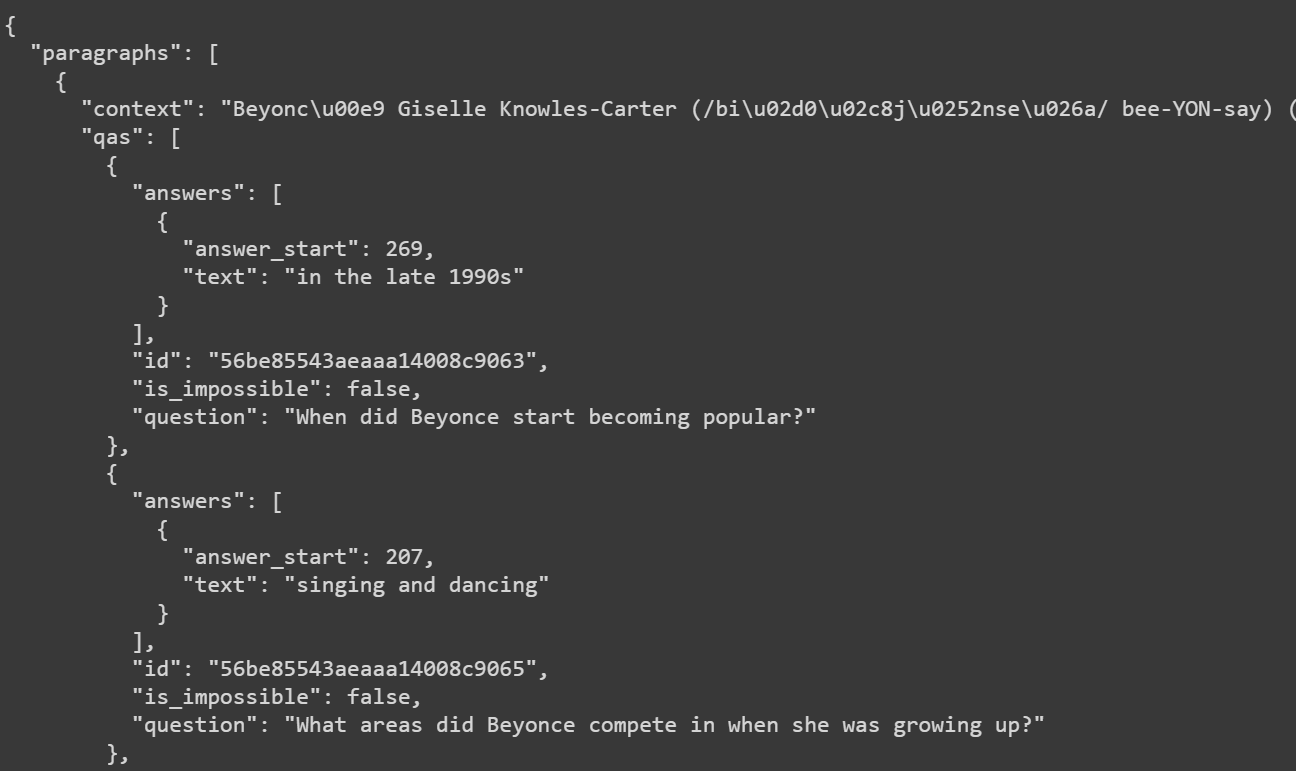 {
  "paragraphs": [
    {
      "context": "Beyonc\u00e9 Giselle Knowles-Carter (/bi\u02d0\u02c8j\u0252nse\u026a/ bee-YON-say) (
      "qas": [
        {
          "answers": [
            {
              "answer_start": 269,
              "text": "in the late 1990s"
            }
          ],
          "id": "56be85543aeaaa14008c9063",
          "is_impossible": false,
          "question": "When did Beyonce start becoming popular?"
        },
        {
          "answers": [
            {
              "answer_start": 207,
              "text": "singing and dancing"
            }
          ],
          "id": "56be85543aeaaa14008c9065",
          "is_impossible": false,
          "question": "What areas did Beyonce compete in when she was growing up?"
        },